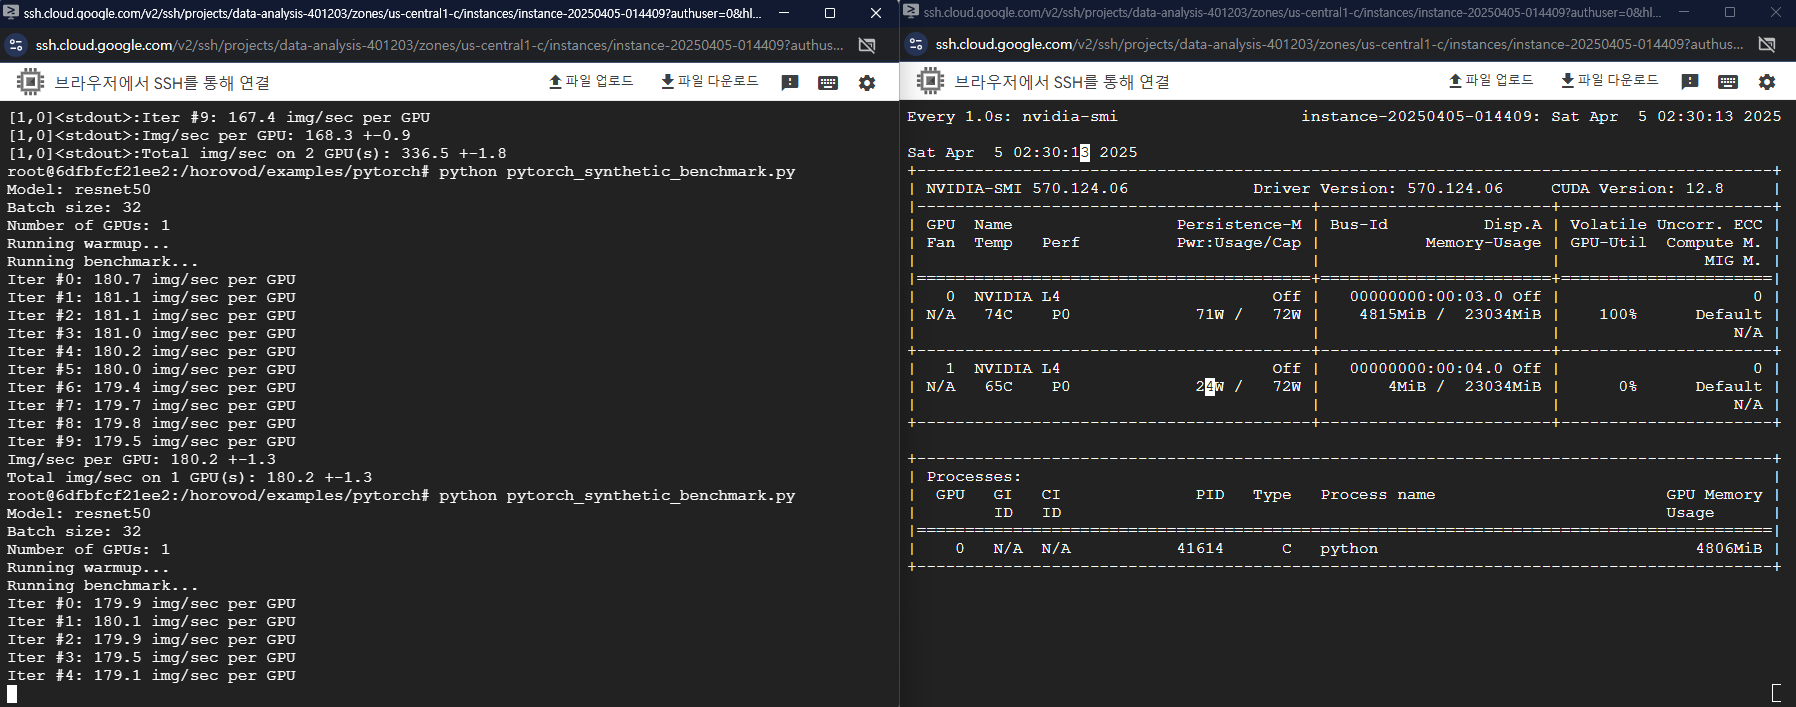 ssh.cloud.google.com/v2/ssh/projects/data-analysis-401203/zones/us-central1-c/instances/instance-20250405-014409?authuser=0&hl...
ssh.cloud.google.com/v2/ssh/projects/data-analysis-401203/zones/us-central1-c/instances/instance-20250405-014409?authus...
브라우저에서 SSH를 통해 연결 파일 업로드 파일 다운로드
[1,0]<stdout>:Iter #9: 167.4 img/sec per GPU
[1,0]<stdout>:Img/sec per GPU: 168.3 +-0.9
[1,0]<stdout>:Total img/sec on 2 GPU(s): 336.5 +-1.8
root@6dfbfcf21ee2:/horovod/examples/pytorch# python pytorch_synthetic_benchmark.py
Model: resnet50
Batch size: 32
Number of GPUs: 1
Running warmup...
Running benchmark...
Iter #0: 180.7 img/sec per GPU
Iter #1: 181.1 img/sec per GPU
Iter #2: 181.1 img/sec per GPU
Iter #3: 181.0 img/sec per GPU
Iter #4: 180.2 img/sec per GPU
Iter #5: 180.0 img/sec per GPU
Iter #6: 179.4 img/sec per GPU
Iter #7: 179.7 img/sec per GPU
Iter #8: 179.8 img/sec per GPU
Iter #9: 179.5 img/sec per GPU
Img/sec per GPU: 180.2 +-1.3
Total img/sec on 1 GPU(s): 180.2 +-1.3
root@6dfbfcf21ee2:/horovod/examples/pytorch# python pytorch_synthetic_benchmark.py
Model: resnet50
Batch size: 32
Number of GPUs: 1
Running warmup...
Running benchmark...
Iter #0: 179.9 img/sec per GPU
Iter #1: 180.1 img/sec per GPU
Iter #2: 179.9 img/sec per GPU
Iter #3: 179.5 img/sec per GPU
Iter #4: 179.1 img/sec per GPU
ssh.cloud.google.com/v2/ssh/projects/data-analysis-401203/zones/us-central1-c/instances/instance-20250405-014409?authuser=0&hl...
ssh.cloud.google.com/v2/ssh/projects/data-analysis-401203/zones/us-central1-c/instances/instance-20250405-014409?authus...
브라우저에서 SSH를 통해 연결 파일 업로드 파일 다운로드
Every 1.0s: nvidia-smi instance-20250405-014409: Sat Apr 5 02:30:13 2025
Sat Apr 5 02:30:13 2025
+-----------------------------------------------------------------------------------------+
| NVIDIA-SMI 570.124.06 Driver Version: 570.124.06 CUDA Version: 12.8 |
|-----------------------------------------+------------------------+----------------------+
| GPU Name Persistence-M | Bus-Id Disp.A | Volatile Uncorr. ECC |
| Fan Temp Perf Pwr:Usage/Cap | Memory-Usage | GPU-Util Compute M. |
| | | MIG M. |
|=========================================+========================+======================|
| 0 NVIDIA L4 Off | 00000000:00:03.0 Off | 0 |
| N/A 74C P0 71W / 72W | 4815MiB / 23034MiB | 100% Default |
| | | N/A |
+-----------------------------------------+------------------------+----------------------+
| 1 NVIDIA L4 Off | 00000000:00:04.0 Off | 0 |
| N/A 65C P0 24W / 72W | 4MiB / 23034MiB | 0% Default |
| | | N/A |
+-----------------------------------------+------------------------+----------------------+
+-----------------------------------------------------------------------------------------+
| Processes: |
| GPU GI CI PID Type Process name GPU Memory |
| ID ID Usage |
|=========================================================================================|
| 0 N/A N/A 41614 C python 4806MiB |
+-----------------------------------------------------------------------------------------+